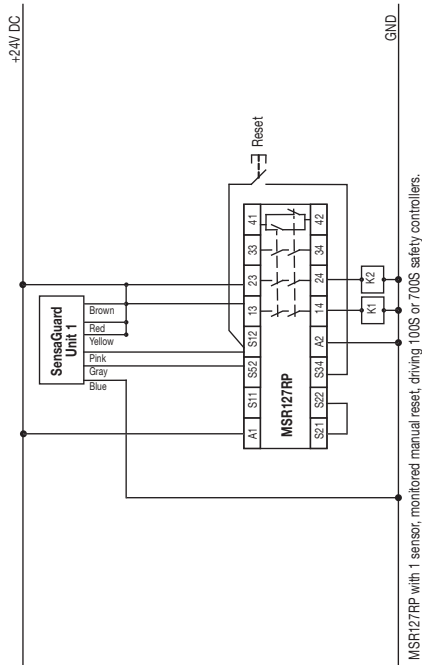 +24V DC
SensaGuard
Unit 1
Brown
Red
Yellow
Pink
Gray
Blue
Reset
A1 S11 S52 S12 13 23 33 41
MSR127RP
S21 S22 S34 A2 14 24 34 42
K1 K2
GND
MSR127RP with 1 sensor, monitored manual reset, driving 100S or 700S safety controllers.